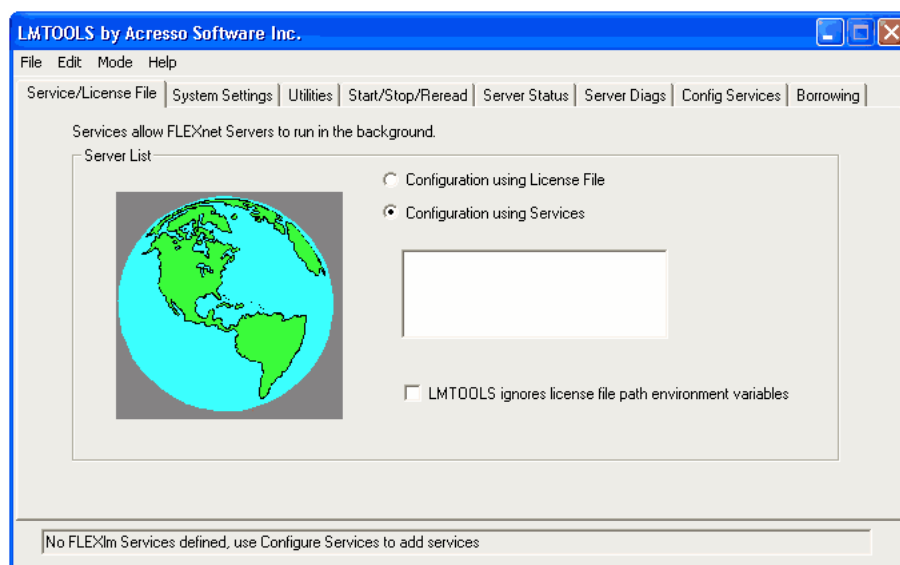 LMTOOLS by Acresso Software Inc.
File Edit Mode Help
Service/License File System Settings Utilities Start/Stop/Reread Server Status Server Diags Config Services Borrowing
Services allow FLEXnet Servers to run in the background.
Server List
Configuration using License File
Configuration using Services
LMTOOLS ignores license file path environment variables
No FLEXlm Services defined, use Configure Services to add services